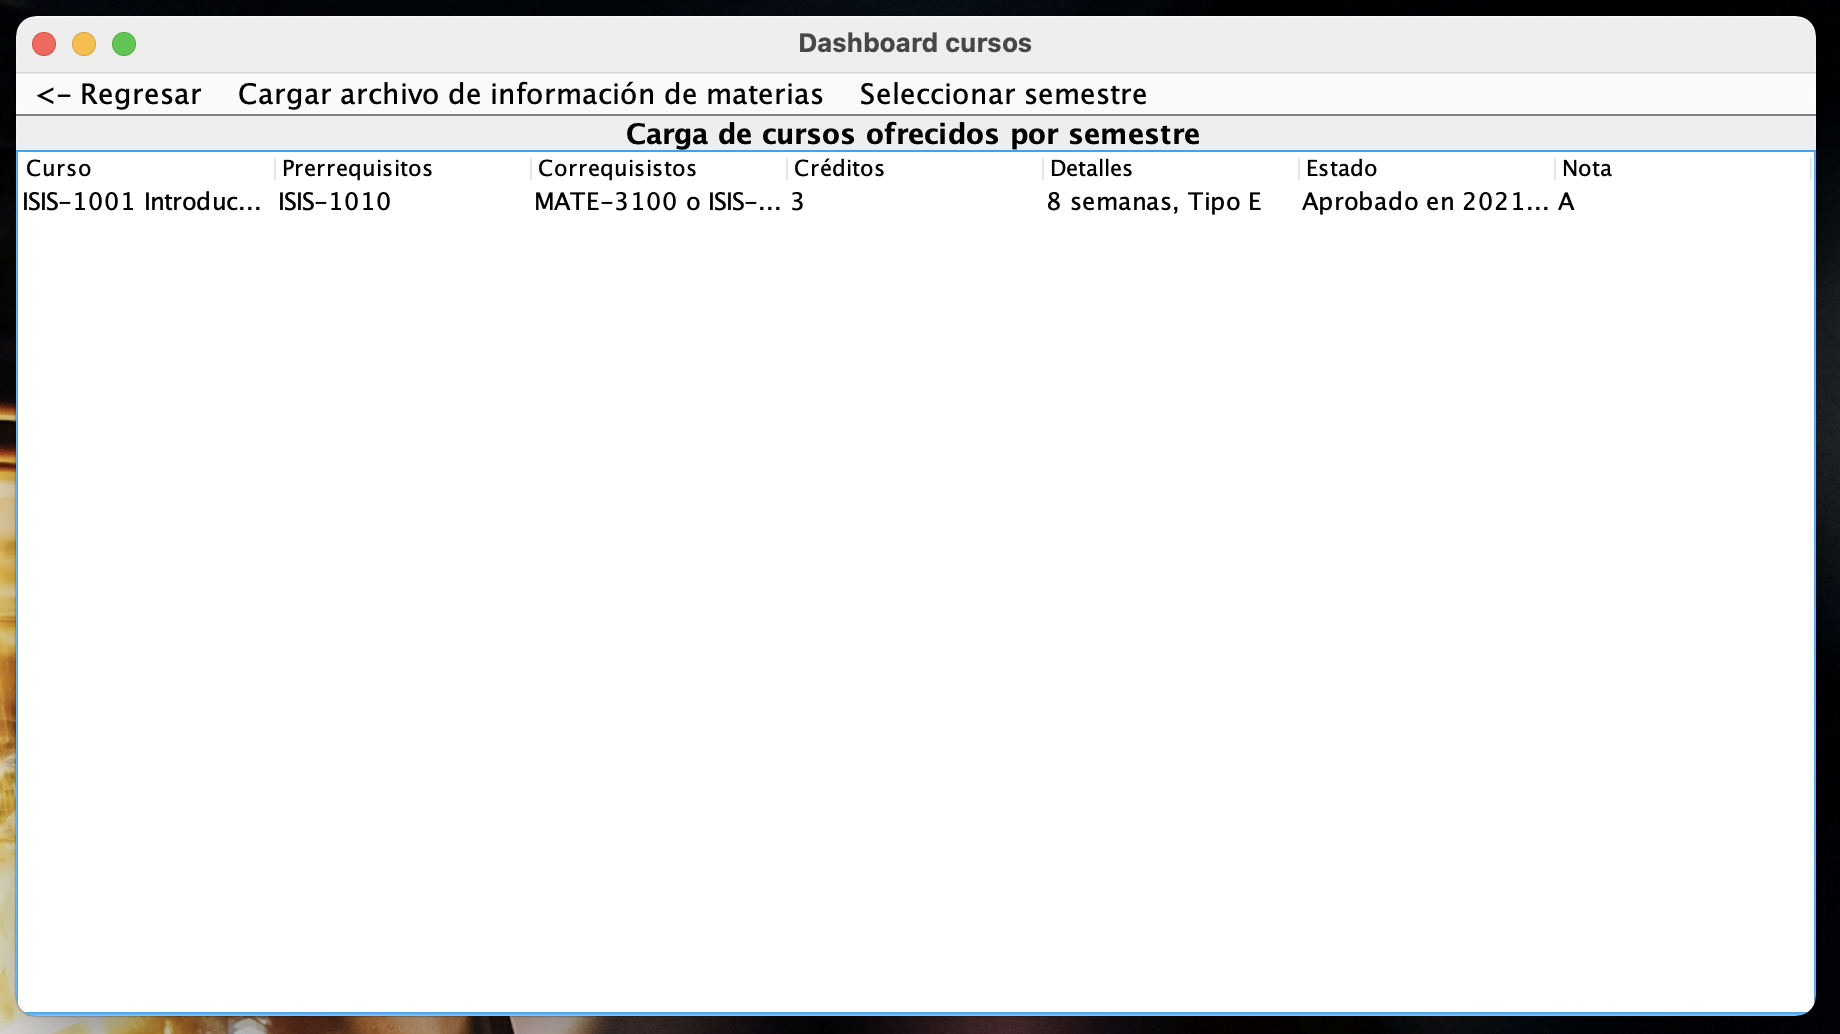 Dashboard cursos
<- Regresar Cargar archivo de información de materias Seleccionar semestre
Carga de cursos ofrecidos por semestre
Curso Prerrequisitos Correquisistos Créditos Detalles Estado Nota
ISIS-1001 Introduc... ISIS-1010 MATE-3100 o ISIS-... 3 8 semanas, Tipo E Aprobado en 2021... A